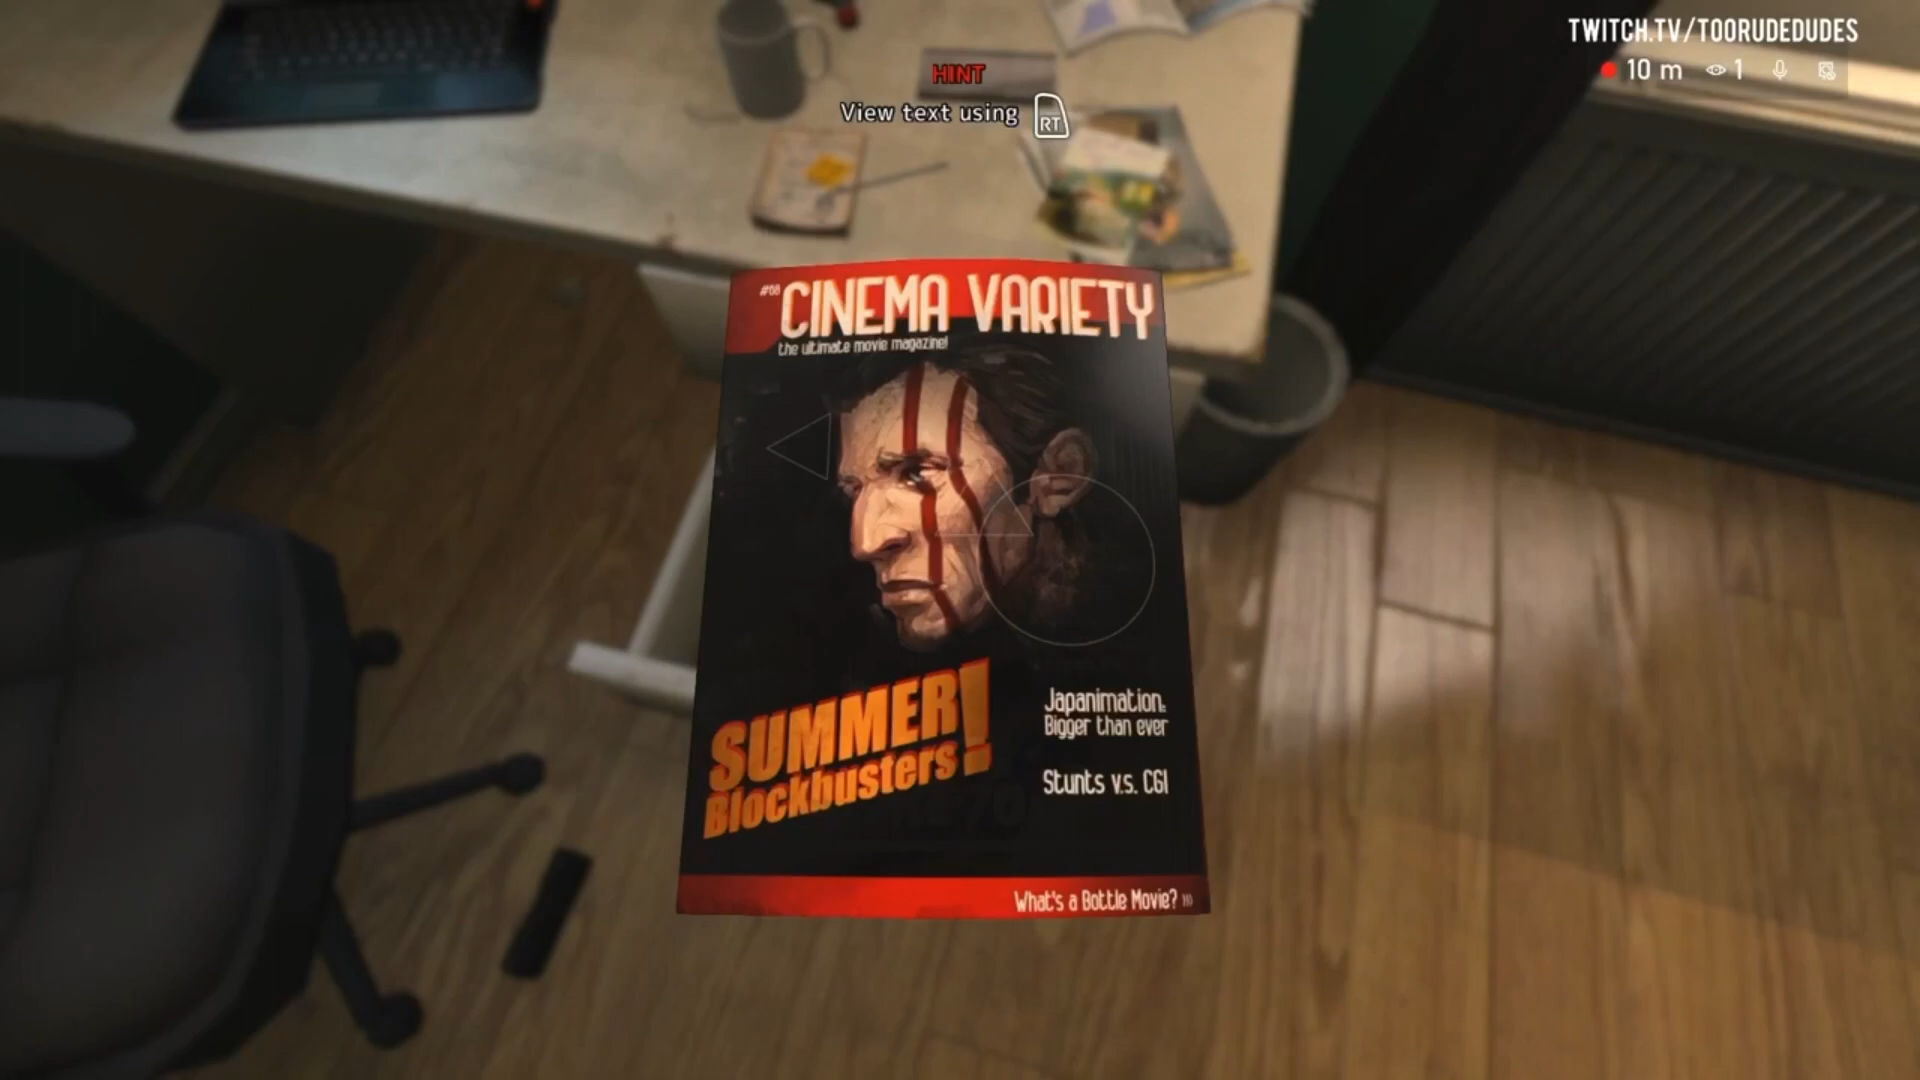 TWITCH.TV/TOORUDEDUDES
10 m 1
HINT
View text using RT
#08
CINEMA VARIETY
the ultimate movie magazine!
SUMMER!
Blockbusters
Japanimation:
Bigger than ever
Stunts v.s. CGI
What's a Bottle Movie? »